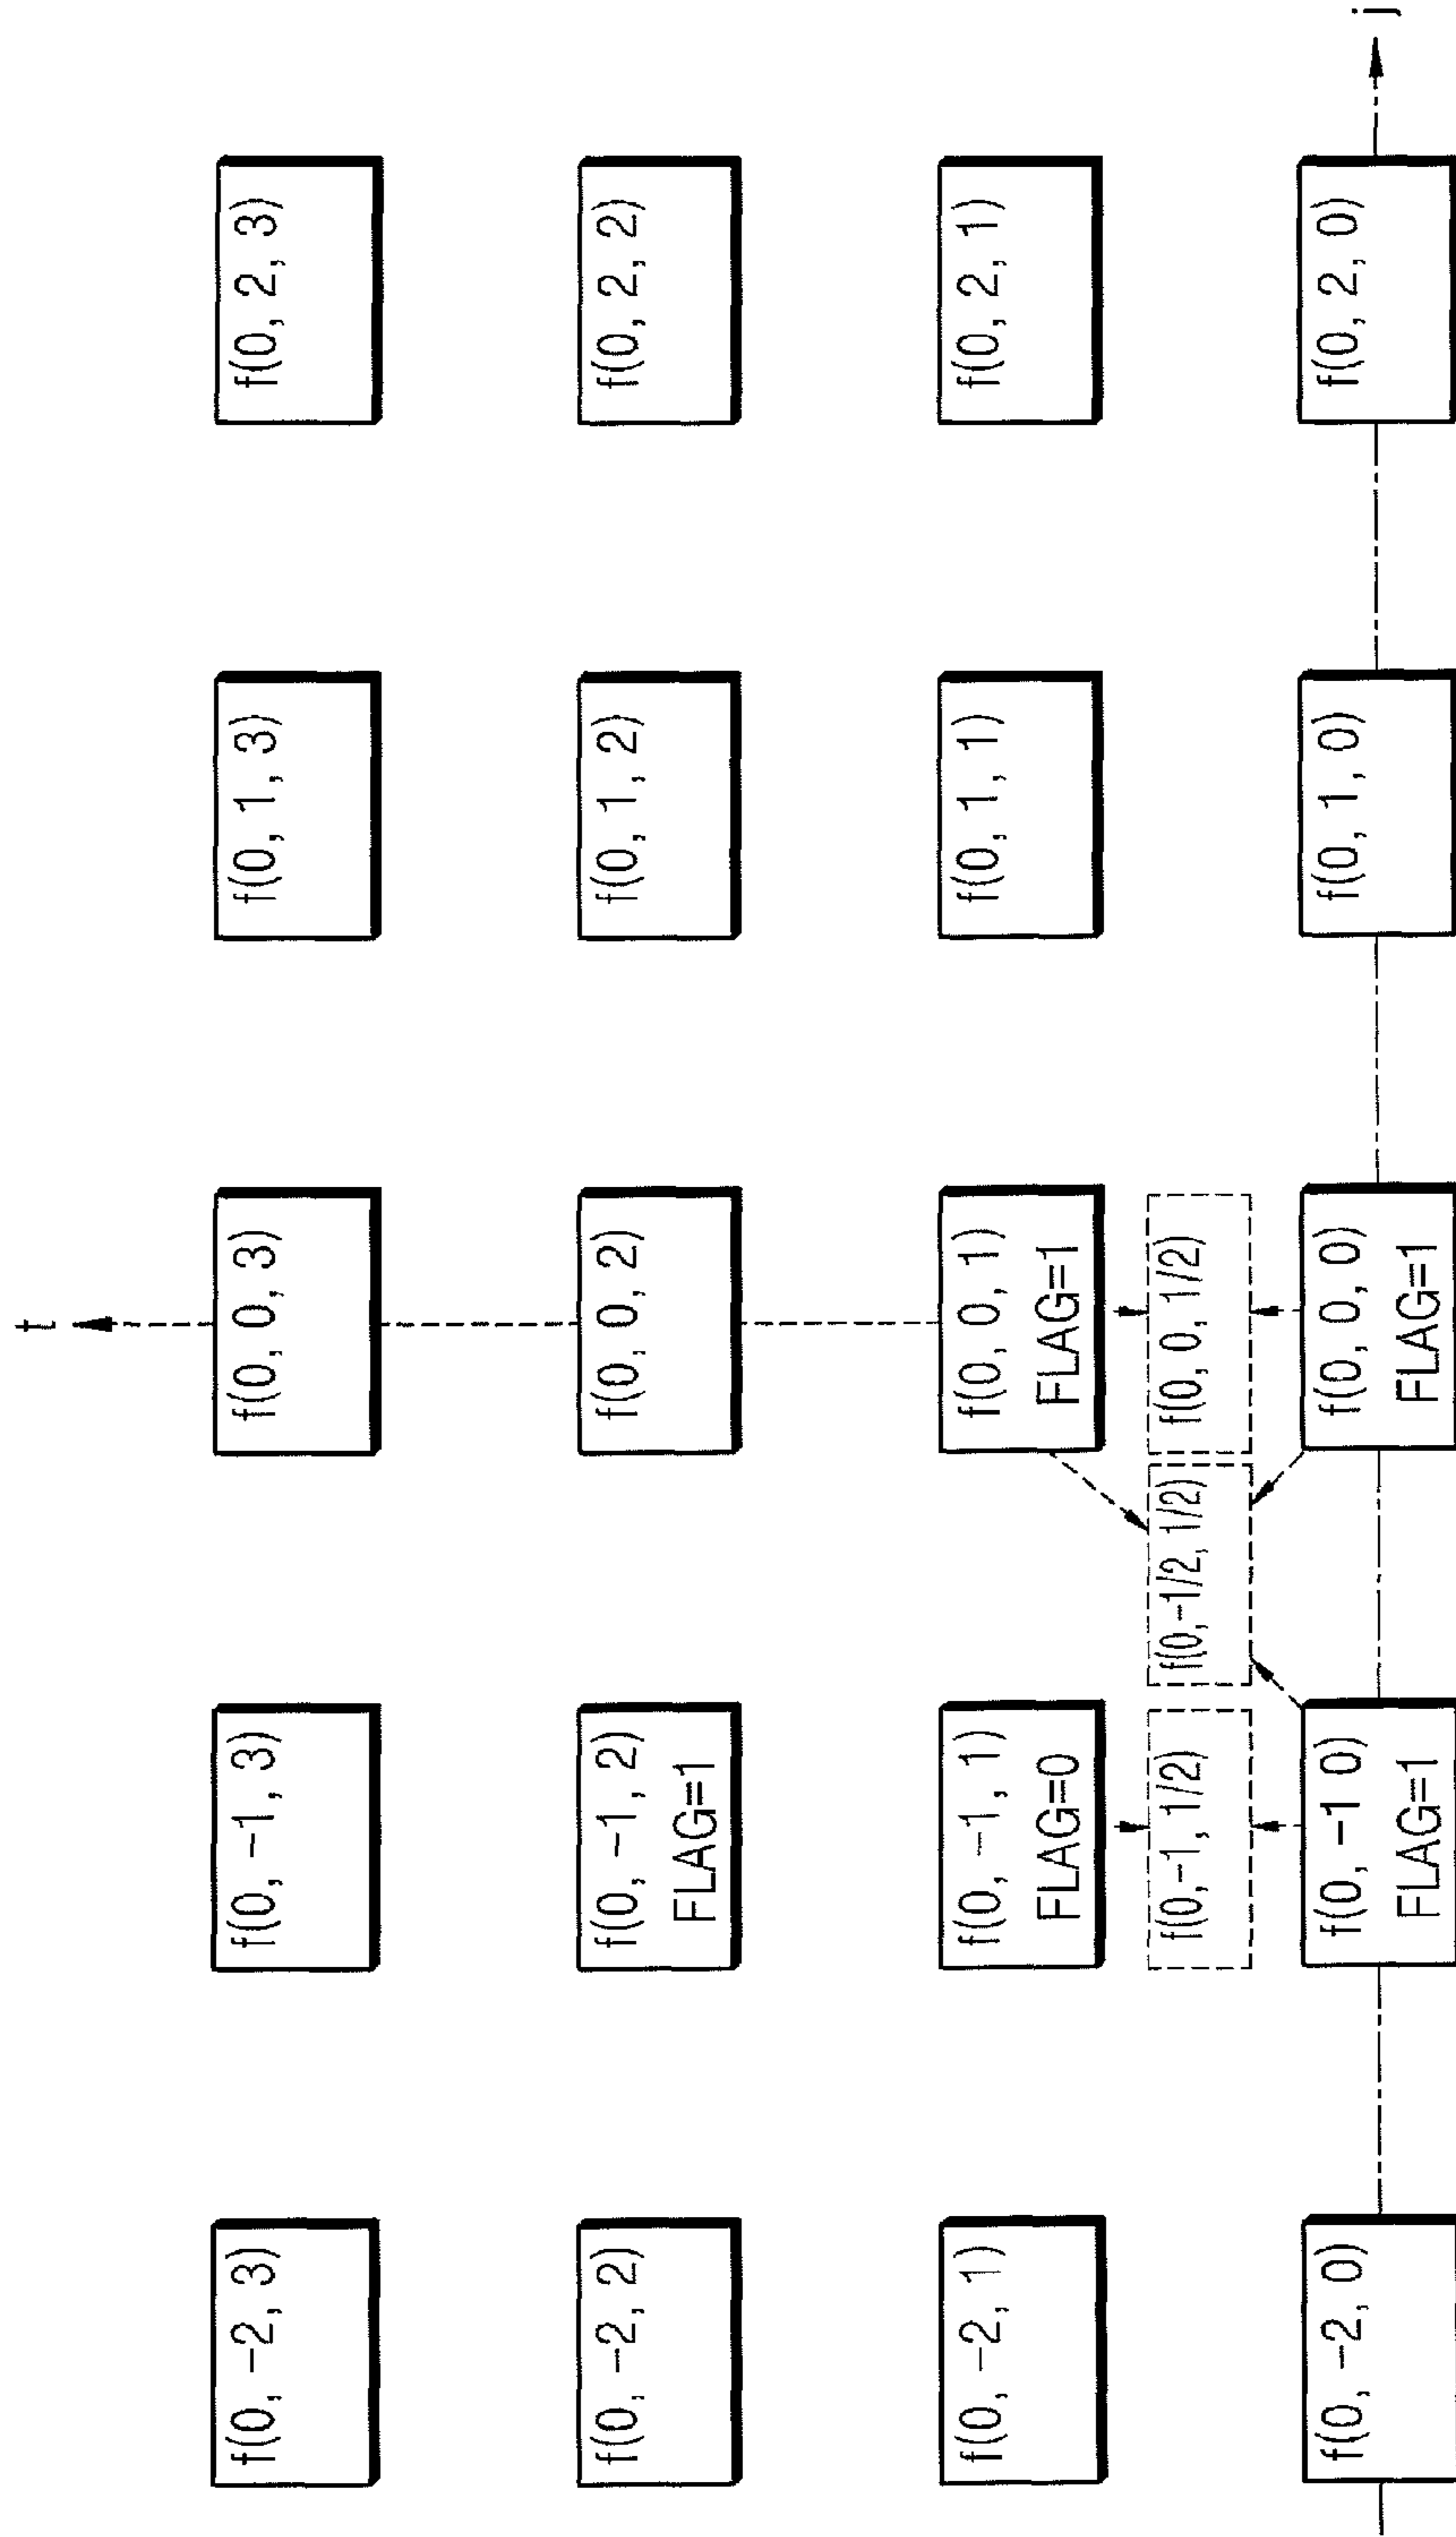 t
f(0, -2, 3)
f(0, -1, 3)
f(0, 0, 3)
f(0, 1, 3)
f(0, 2, 3)
f(0, -2, 2)
f(0, -1, 2)
FLAG=1
f(0, 0, 2)
f(0, 1, 2)
f(0, 2, 2)
f(0, -2, 1)
f(0, -1, 1)
FLAG=0
f(0, 0, 1)
FLAG=1
f(0, 1, 1)
f(0, 2, 1)
f(0,-1, 1/2)
f(0,-1/2, 1/2)
f(0, 0, 1/2)
f(0, -2, 0)
f(0, -1 0)
FLAG=1
f(0, 0, 0)
FLAG=1
f(0, 1, 0)
f(0, 2, 0)
j